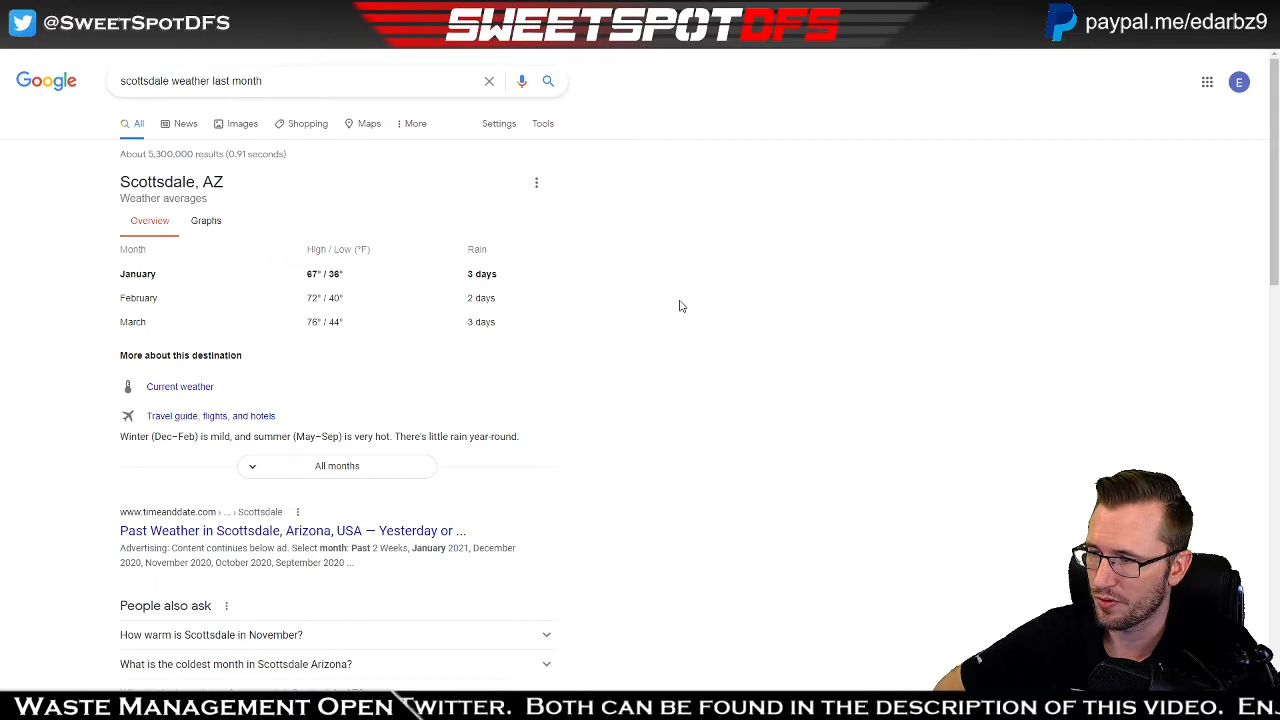 @SweetSpotDFS
SWEETSPOTDFS
paypal.me/edarbz9
Google
scottsdale weather last month
E
All
News
Images
Shopping
Maps
More
Settings
Tools
About 5,300,000 results (0.91 seconds)
Scottsdale, AZ
Weather averages
Overview
Graphs
Month High / Low (°F) Rain
January 67° / 36° 3 days
February 72° / 40° 2 days
March 76° / 44° 3 days
More about this destination
Current weather
Travel guide, flights, and hotels
Winter (Dec–Feb) is mild, and summer (May–Sep) is very hot. There's little rain year-round.
All months
www.timeanddate.com › ... › Scottsdale
Past Weather in Scottsdale, Arizona, USA — Yesterday or ...
Advertising: Content continues below ad. Select month: Past 2 Weeks, January 2021, December
2020, November 2020, October 2020, September 2020 ...
People also ask
How warm is Scottsdale in November?
What is the coldest month in Scottsdale Arizona?
Waste Management Open Twitter. Both can be found in the description of this video. En